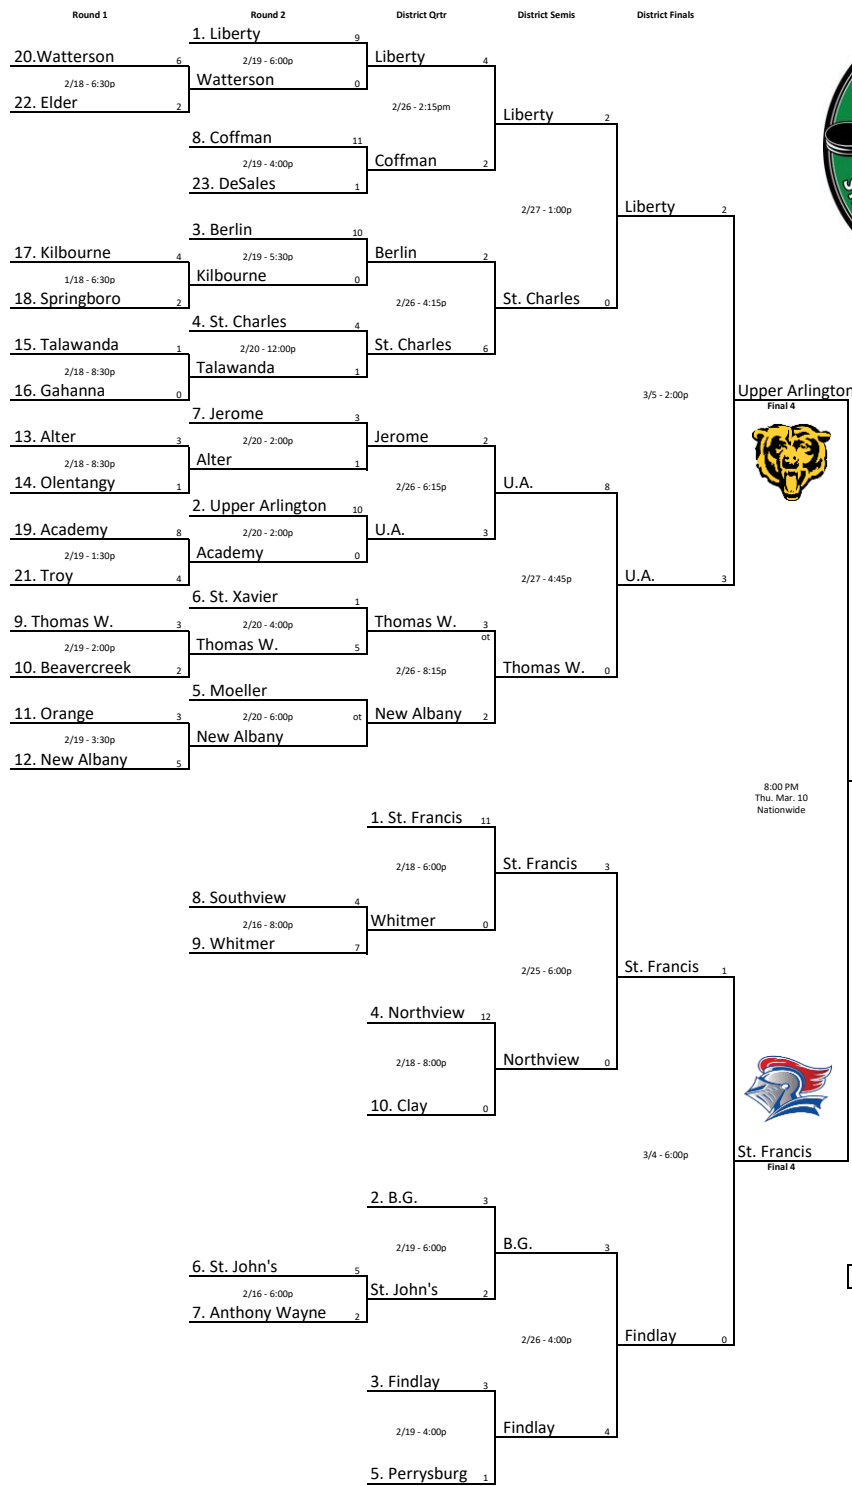 Round 1 Round 2 District Qrtr District Semis District Finals
1. Liberty 9
20.Watterson 6 2/19 - 6:00p Liberty 4
2/18 - 6:30p Watterson 0
22. Elder 2 2/26 - 2:15pm
Liberty 2
8. Coffman 11
2/19 - 4:00p Coffman 2
23. DeSales 1
2/27 - 1:00p Liberty 2
3. Berlin 10
17. Kilbourne 4 2/19 - 5:30p Berlin 2
1/18 - 6:30p Kilbourne 0
18. Springboro 2 2/26 - 4:15p St. Charles 0
4. St. Charles 4
15. Talawanda 1 2/20 - 12:00p St. Charles 6
2/18 - 8:30p Talawanda 1
16. Gahanna 0 3/5 - 2:00p Upper Arlington
Final 4
7. Jerome 3
13. Alter 3 2/20 - 2:00p Jerome 2
2/18 - 8:30p Alter 1
14. Olentangy 1 2/26 - 6:15p U.A. 8
2. Upper Arlington 10
19. Academy 8 2/20 - 2:00p U.A. 3
2/19 - 1:30p Academy 0
21. Troy 4 2/27 - 4:45p U.A. 3
6. St. Xavier 1
9. Thomas W. 3 2/20 - 4:00p Thomas W. 3
ot
2/19 - 2:00p Thomas W. 5
10. Beavercreek 2 2/26 - 8:15p Thomas W. 0
5. Moeller
11. Orange 3 2/20 - 6:00p ot New Albany 2
2/19 - 3:30p New Albany
12. New Albany 5
8:00 PM
Thu. Mar. 10
Nationwide
1. St. Francis 11
2/18 - 6:00p St. Francis 3
8. Southview 4
2/16 - 8:00p Whitmer 0
9. Whitmer 7
2/25 - 6:00p St. Francis 1
4. Northview 12
2/18 - 8:00p Northview 0
10. Clay 0
3/4 - 6:00p St. Francis
Final 4
2. B.G. 3
2/19 - 6:00p B.G. 3
6. St. John's 5
2/16 - 6:00p St. John's 2
7. Anthony Wayne 2
2/26 - 4:00p Findlay 0
3. Findlay 3
2/19 - 4:00p Findlay 4
5. Perrysburg 1